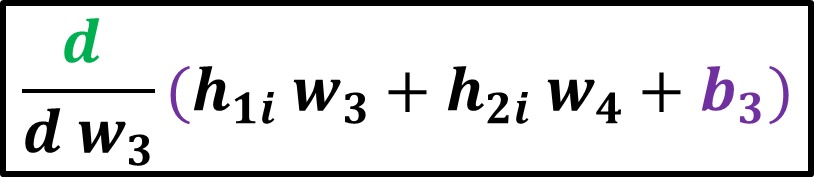 d
d w₃ (h₁ᵢ w₃ + h₂ᵢ w₄ + b₃)